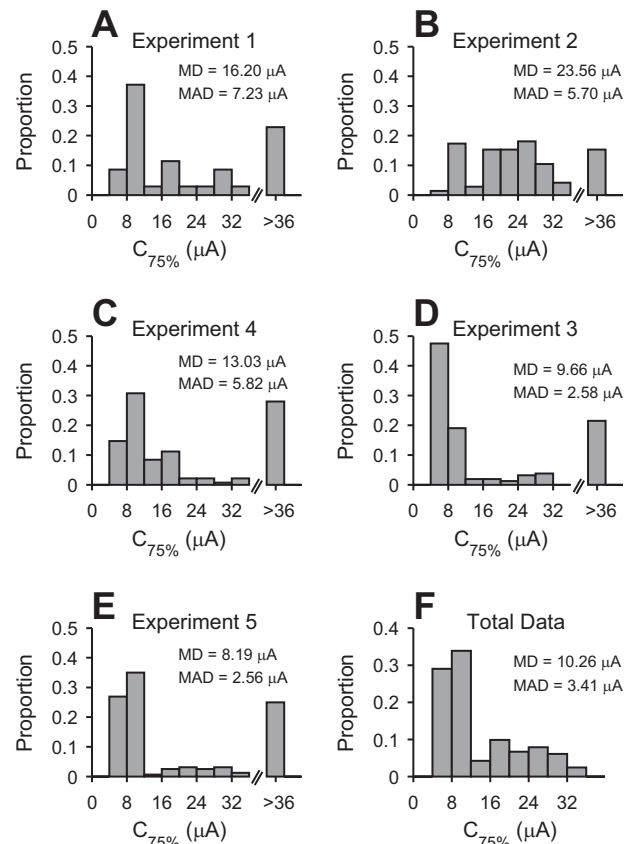 A
Experiment 1
MD = 16.20 μA
MAD = 7.23 μA
Proportion
0.5
0.4
0.3
0.2
0.1
0
0 8 16 24 32 >36
C75% (μA)
B
Experiment 2
MD = 23.56 μA
MAD = 5.70 μA
Proportion
0.5
0.4
0.3
0.2
0.1
0
0 8 16 24 32 >36
C75% (μA)
C
Experiment 4
MD = 13.03 μA
MAD = 5.82 μA
Proportion
0.5
0.4
0.3
0.2
0.1
0
0 8 16 24 32 >36
C75% (μA)
D
Experiment 3
MD = 9.66 μA
MAD = 2.58 μA
Proportion
0.5
0.4
0.3
0.2
0.1
0
0 8 16 24 32 >36
C75% (μA)
E
Experiment 5
MD = 8.19 μA
MAD = 2.56 μA
Proportion
0.5
0.4
0.3
0.2
0.1
0
0 8 16 24 32 >36
C75% (μA)
F
Total Data
MD = 10.26 μA
MAD = 3.41 μA
Proportion
0.4
0.3
0.2
0.1
0
0 8 16 24 32
C75% (μA)